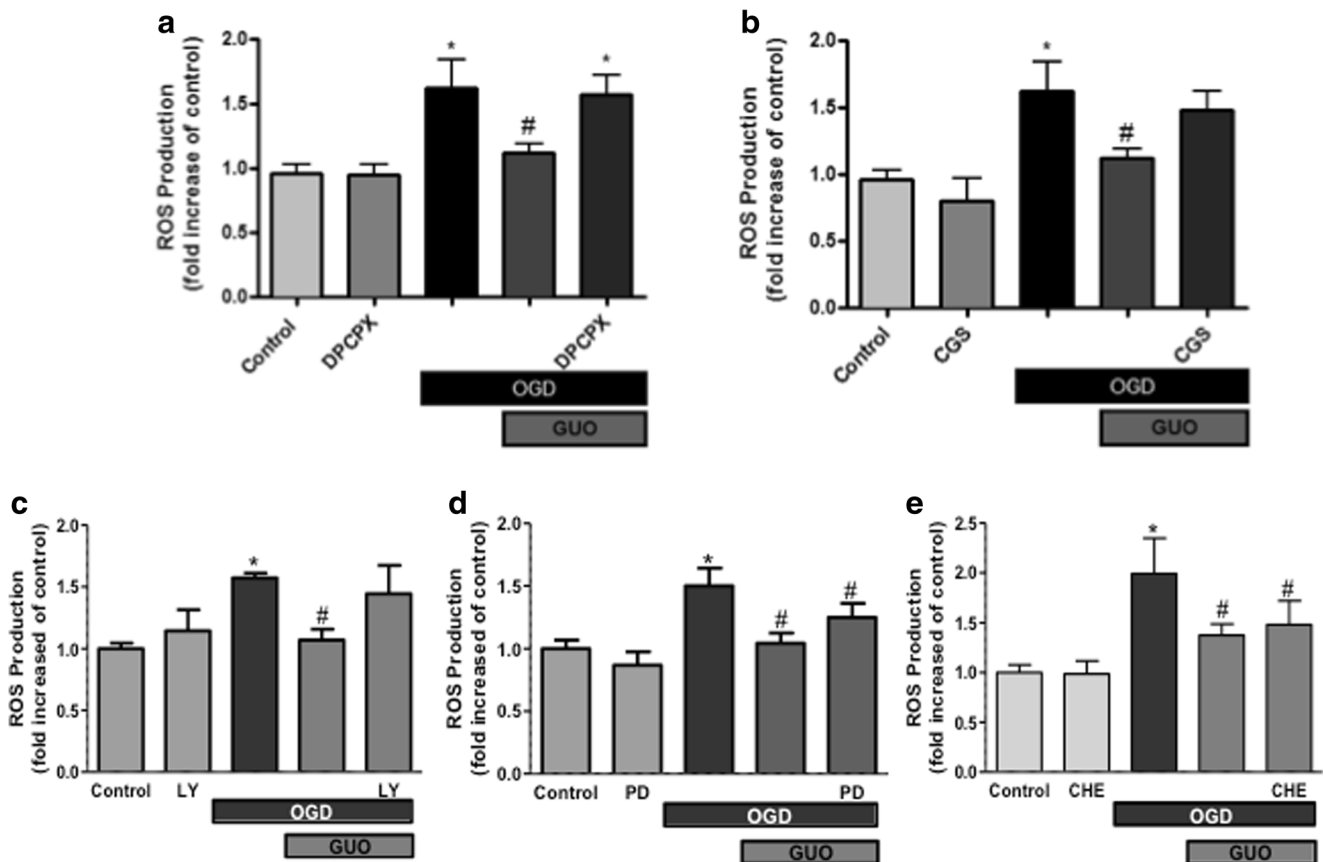 a
ROS Production
(fold increase of control)
2.0
1.5
1.0
0.5
0.0
*
#
*
Control
DPCPX
DPCPX
OGD
GUO
b
ROS Production
(fold increase of control)
2.0
1.5
1.0
0.5
0.0
*
#
Control
CGS
CGS
OGD
GUO
c
ROS Production
(fold increased of control)
2.0
1.5
1.0
0.5
0.0
*
#
Control LY LY
OGD
GUO
d
ROS Production
(fold increased of control)
2.0
1.5
1.0
0.5
0.0
*
#
#
Control PD PD
OGD
GUO
e
ROS Production
(fold increased of control)
2.5
2.0
1.5
1.0
0.5
0.0
*
#
#
Control CHE CHE
OGD
GUO